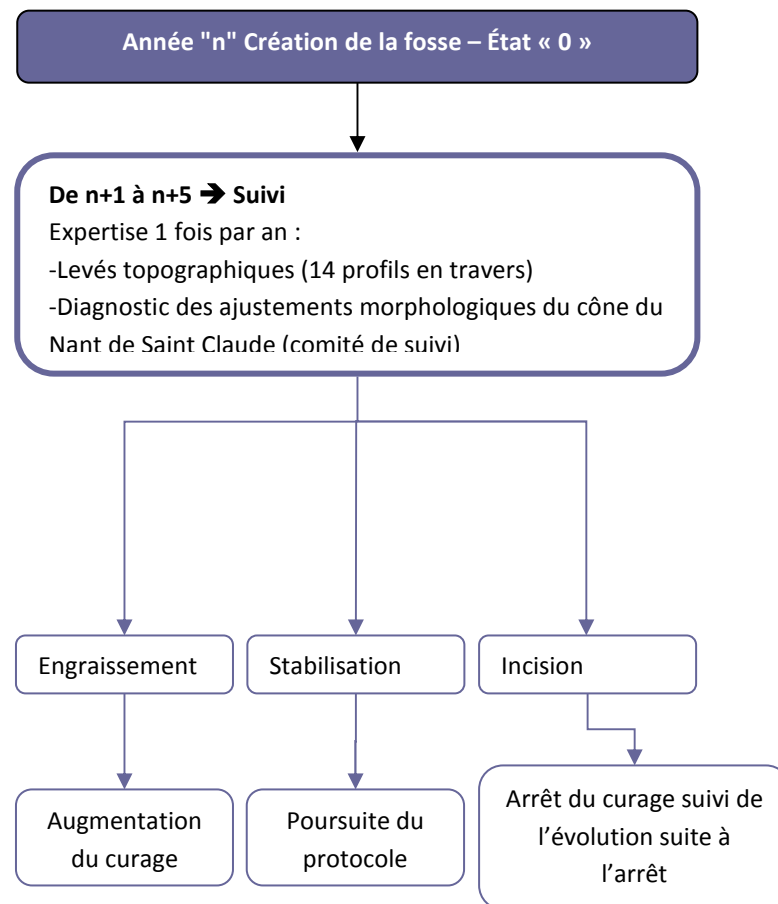 Année "n" Création de la fosse – État « 0 »
De n+1 à n+5 ➔ Suivi
Expertise 1 fois par an :
-Levés topographiques (14 profils en travers)
-Diagnostic des ajustements morphologiques du cône du
Nant de Saint Claude (comité de suivi)
Engraissement
Stabilisation
Incision
Augmentation
du curage
Poursuite du
protocole
Arrêt du curage suivi de
l’évolution suite à
l’arrêt